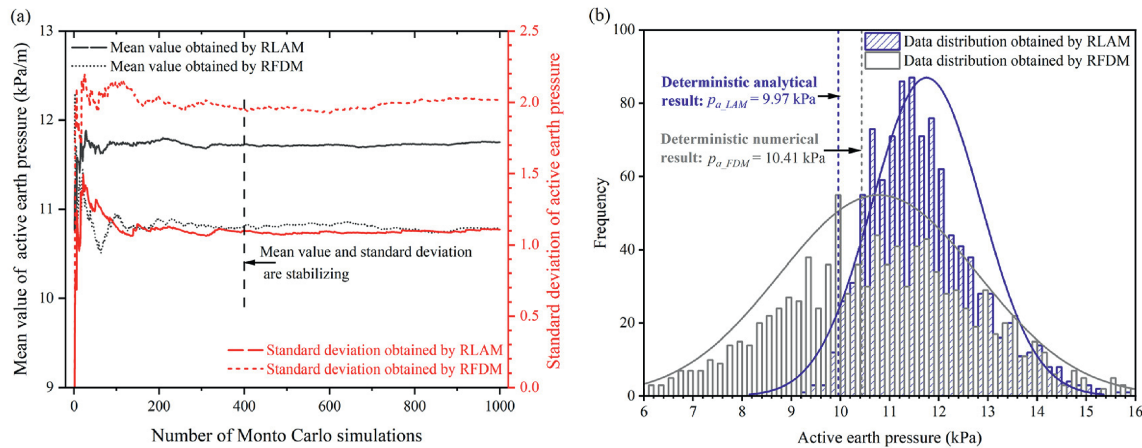 (a)
13
12
11
10
9
Mean value of active earth pressure (kPa/m)
Mean value obtained by RLAM
Mean value obtained by RFDM
Mean value and standard deviation
are stabilizing
Standard deviation obtained by RLAM
Standard deviation obtained by RFDM
0
200
400
600
800
1000
Number of Monte Carlo simulations
2.5
2.0
1.5
1.0
0.5
0.0
Standard deviation of active earth pressure
(b)
100
80
60
40
20
0
Frequency
Data distribution obtained by RLAM
Data distribution obtained by RFDM
Deterministic analytical
result: p_a_LAM = 9.97 kPa
Deterministic numerical
result: p_a_FDM = 10.41 kPa
6
7
8
9
10
11
12
13
14
15
16
Active earth pressure (kPa)